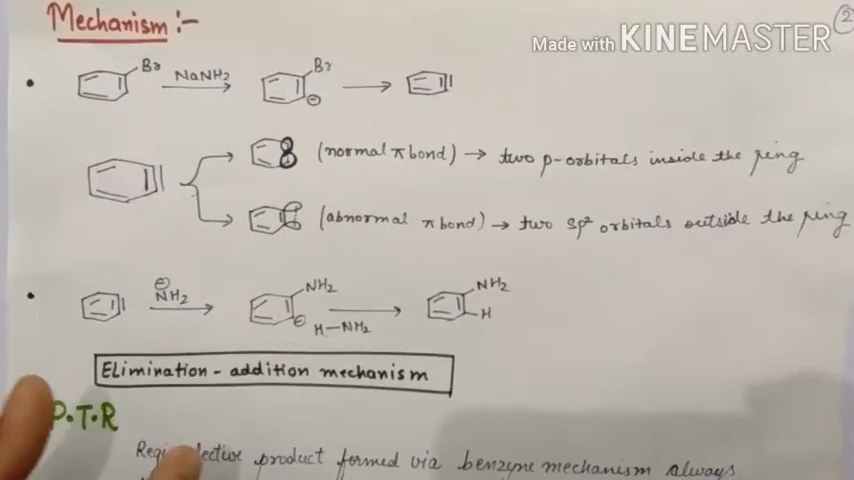 Mechanism :-
2
Made with KINEMASTER
Br NaNH2 ⊖ Br
(normal π bond) → two p-orbitals inside the ring
(abnormal π bond) → two sp² orbitals outside the ring
⊖NH2 NH2 ⊖ H-NH2 NH2 H
Elimination - addition mechanism
P.T.R
product formed via benzyne mechanism always